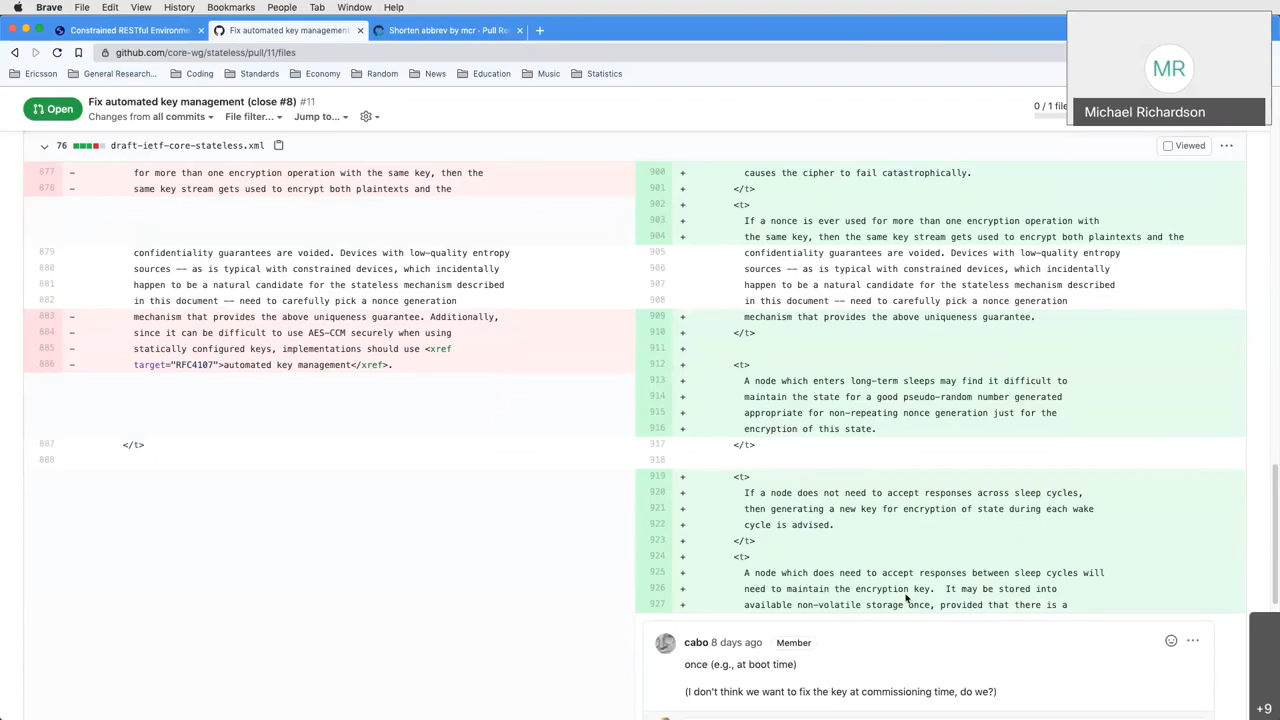 Brave File Edit View History Bookmarks People Tab Window Help
Constrained RESTful Environme
Fix automated key management
Shorten abbrev by mcr · Pull Re
github.com/core-wg/stateless/pull/11/files
Ericsson General Research... Coding Standards Economy Random News Education Music Statistics
MR
Michael Richardson
Open
Fix automated key management (close #8) #11
Changes from all commits File filter... Jump to...
0 / 1 file
76 draft-ietf-core-stateless.xml
Viewed
877 - for more than one encryption operation with the same key, then the
878 - same key stream gets used to encrypt both plaintexts and the
879 confidentiality guarantees are voided. Devices with low-quality entropy
880 sources -- as is typical with constrained devices, which incidentally
881 happen to be a natural candidate for the stateless mechanism described
882 in this document -- need to carefully pick a nonce generation
883 - mechanism that provides the above uniqueness guarantee. Additionally,
884 - since it can be difficult to use AES-CCM securely when using
885 - statically configured keys, implementations should use <xref
886 - target="RFC4107">automated key management</xref>.
887 </t>
888
900 + causes the cipher to fail catastrophically.
901 + </t>
902 + <t>
903 + If a nonce is ever used for more than one encryption operation with
904 + the same key, then the same key stream gets used to encrypt both plaintexts and the
905 confidentiality guarantees are voided. Devices with low-quality entropy
906 sources -- as is typical with constrained devices, which incidentally
907 happen to be a natural candidate for the stateless mechanism described
908 in this document -- need to carefully pick a nonce generation
909 + mechanism that provides the above uniqueness guarantee.
910 + </t>
911 +
912 + <t>
913 + A node which enters long-term sleeps may find it difficult to
914 + maintain the state for a good pseudo-random number generated
915 + appropriate for non-repeating nonce generation just for the
916 + encryption of this state.
917 </t>
918
919 + <t>
920 + If a node does not need to accept responses across sleep cycles,
921 + then generating a new key for encryption of state during each wake
922 + cycle is advised.
923 + </t>
924 + <t>
925 + A node which does need to accept responses between sleep cycles will
926 + need to maintain the encryption key. It may be stored into
927 + available non-volatile storage once, provided that there is a
cabo 8 days ago Member
once (e.g., at boot time)
(I don't think we want to fix the key at commissioning time, do we?)
+9